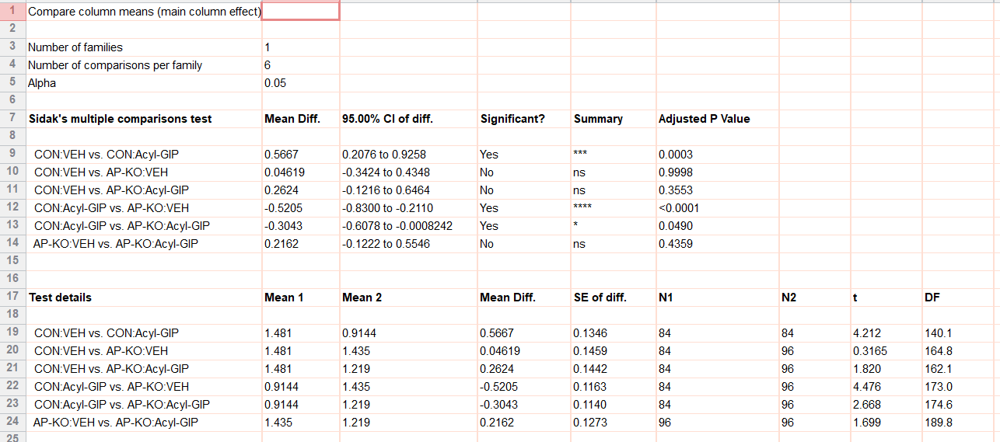 1 Compare column means (main column effect)
2
3 Number of families 1
4 Number of comparisons per family 6
5 Alpha 0.05
6
7 Sidak's multiple comparisons test Mean Diff. 95.00% CI of diff. Significant? Summary Adjusted P Value
8
9 CON:VEH vs. CON:Acyl-GIP 0.5667 0.2076 to 0.9258 Yes *** 0.0003
10 CON:VEH vs. AP-KO:VEH 0.04619 -0.3424 to 0.4348 No ns 0.9998
11 CON:VEH vs. AP-KO:Acyl-GIP 0.2624 -0.1216 to 0.6464 No ns 0.3553
12 CON:Acyl-GIP vs. AP-KO:VEH -0.5205 -0.8300 to -0.2110 Yes **** <0.0001
13 CON:Acyl-GIP vs. AP-KO:Acyl-GIP -0.3043 -0.6078 to -0.0008242 Yes * 0.0490
14 AP-KO:VEH vs. AP-KO:Acyl-GIP 0.2162 -0.1222 to 0.5546 No ns 0.4359
15
16
17 Test details Mean 1 Mean 2 Mean Diff. SE of diff. N1 N2 t DF
18
19 CON:VEH vs. CON:Acyl-GIP 1.481 0.9144 0.5667 0.1346 84 84 4.212 140.1
20 CON:VEH vs. AP-KO:VEH 1.481 1.435 0.04619 0.1459 84 96 0.3165 164.8
21 CON:VEH vs. AP-KO:Acyl-GIP 1.481 1.219 0.2624 0.1442 84 96 1.820 162.1
22 CON:Acyl-GIP vs. AP-KO:VEH 0.9144 1.435 -0.5205 0.1163 84 96 4.476 173.0
23 CON:Acyl-GIP vs. AP-KO:Acyl-GIP 0.9144 1.219 -0.3043 0.1140 84 96 2.668 174.6
24 AP-KO:VEH vs. AP-KO:Acyl-GIP 1.435 1.219 0.2162 0.1273 96 96 1.699 189.8
25